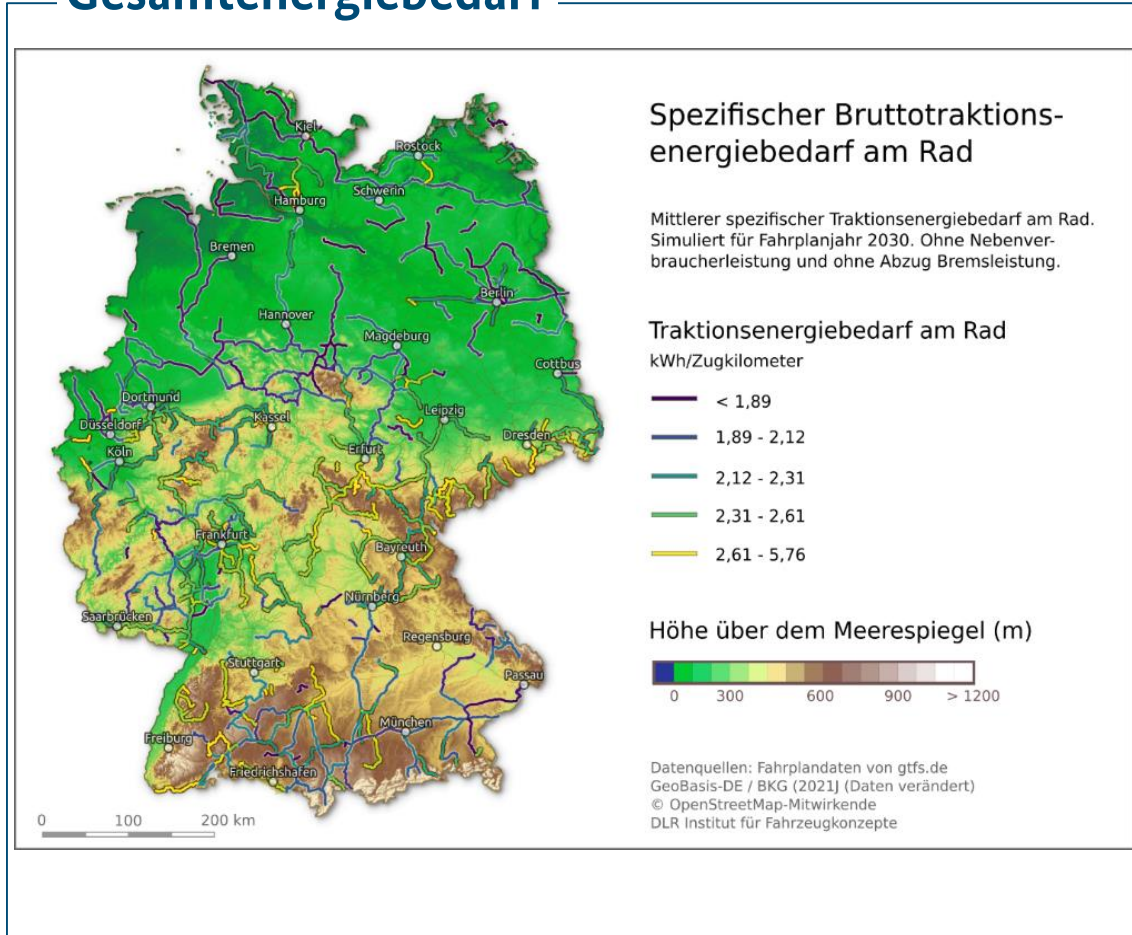 Gesamtenergiebedarf
Spezifischer Bruttotraktions-
energiebedarf am Rad
Mittlerer spezifischer Traktionsenergiebedarf am Rad.
Simuliert für Fahrplanjahr 2030. Ohne Nebenver-
braucherleistung und ohne Abzug Bremsleistung.
Traktionsenergiebedarf am Rad
kWh/Zugkilometer
< 1,89
1,89 - 2,12
2,12 - 2,31
2,31 - 2,61
2,61 - 5,76
Höhe über dem Meerespiegel (m)
0 300 600 900 > 1200
Datenquellen: Fahrplandaten von gtfs.de
GeoBasis-DE / BKG (2021J (Daten verändert)
© OpenStreetMap-Mitwirkende
DLR Institut für Fahrzeugkonzepte
Kiel
Rostock
Schwerin
Hamburg
Bremen
Berlin
Hannover
Magdeburg
Cottbus
Dortmund
Düsseldorf
Kassel
Leipzig
Dresden
Köln
Erfurt
Frankfurt
Bayreuth
Nürnberg
Saarbrücken
Regensburg
Stuttgart
Passau
München
Freiburg
Friedrichshafen
0 100 200 km